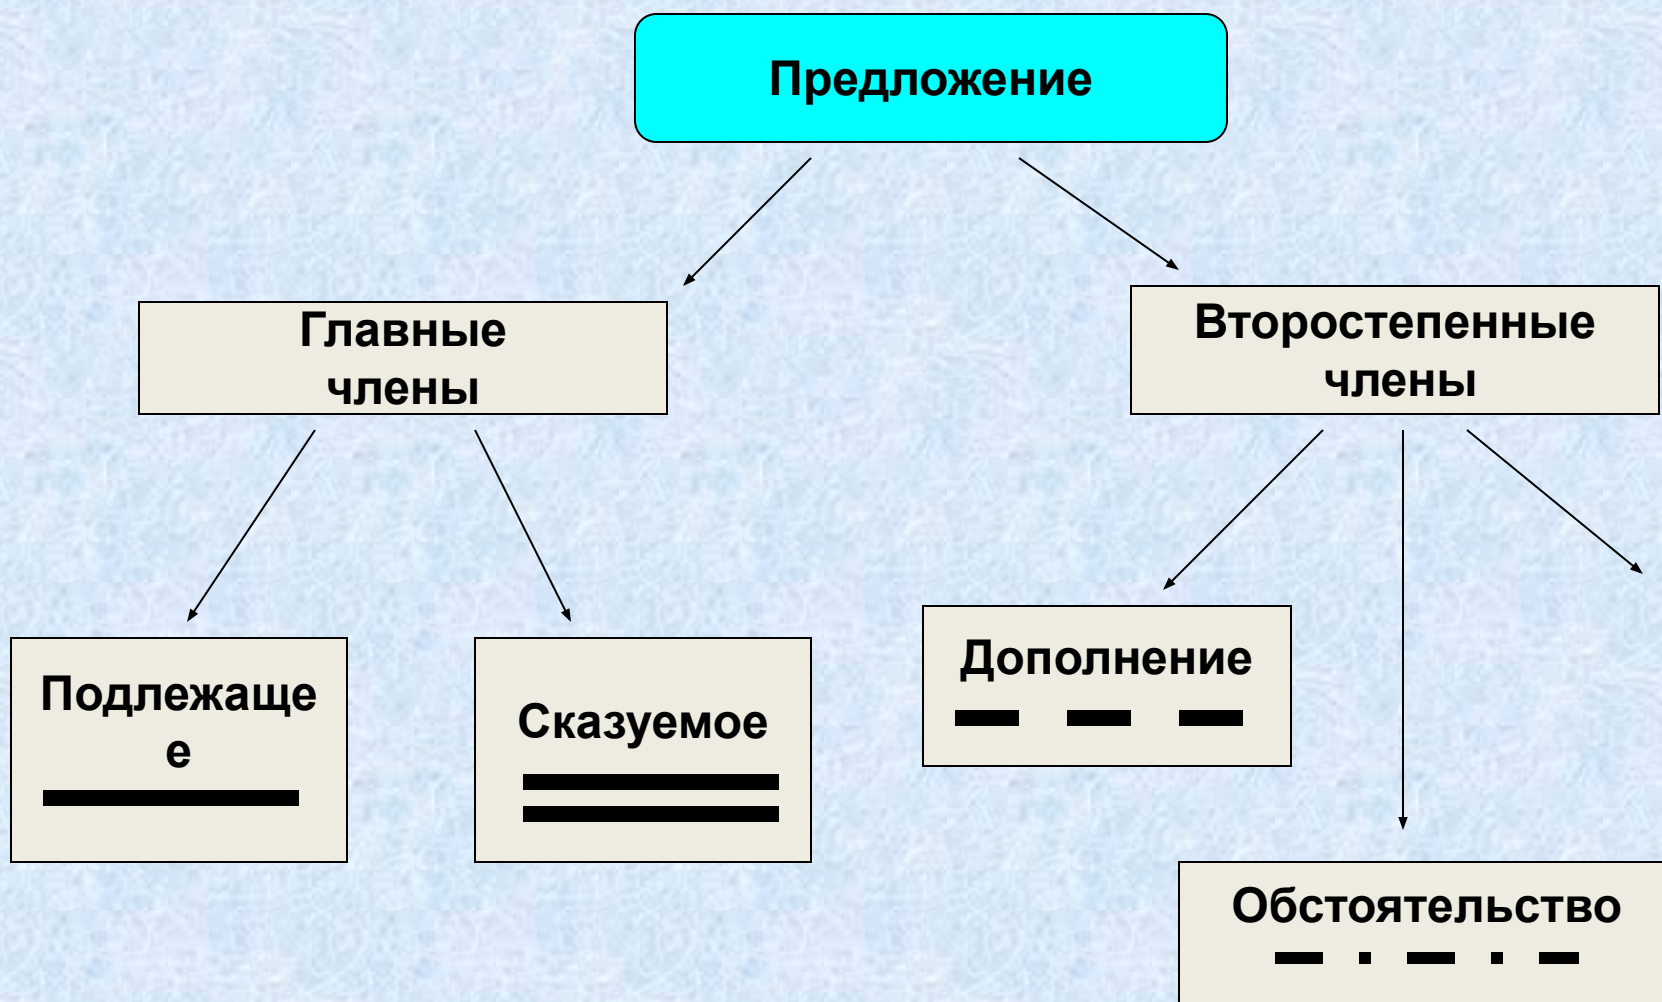 Предложение
Главные
члены
Второстепенные
члены
Подлежаще
е
Сказуемое
Дополнение
Обстоятельство